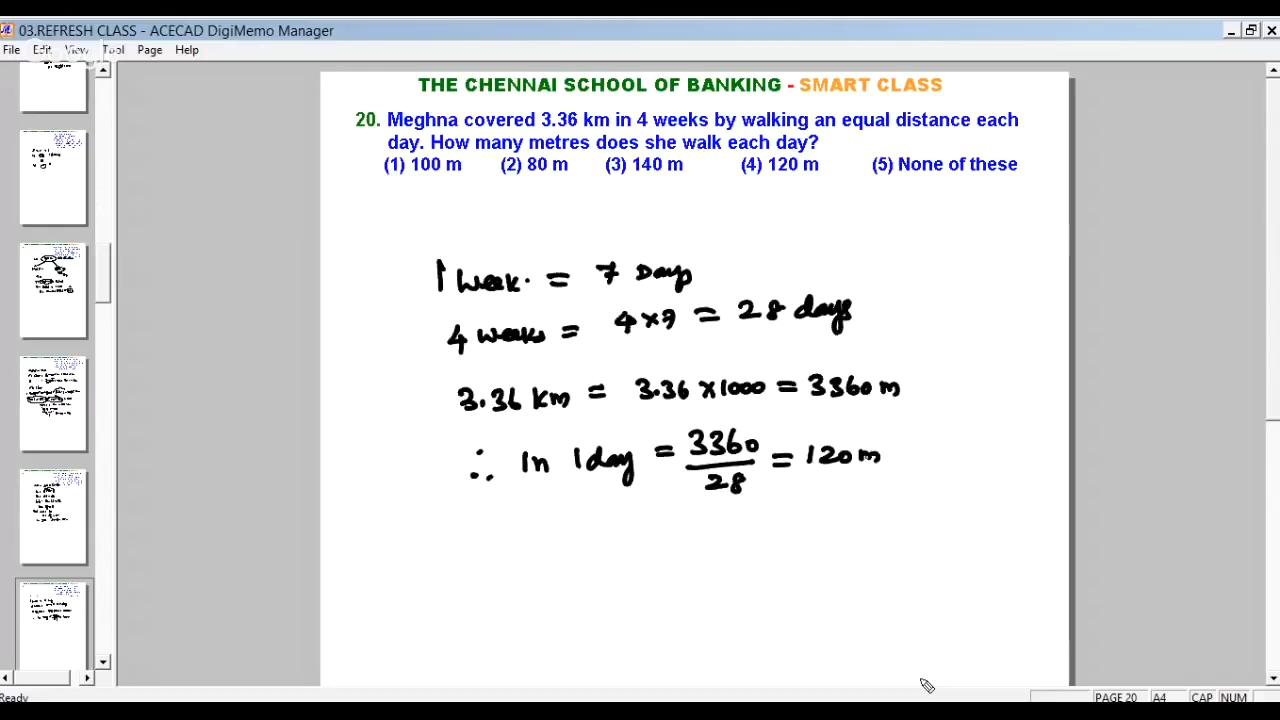 03.REFRESH CLASS - ACECAD DigiMemo Manager
File Edit View Tool Page Help
THE CHENNAI SCHOOL OF BANKING - SMART CLASS
20. Meghna covered 3.36 km in 4 weeks by walking an equal distance each
day. How many metres does she walk each day?
(1) 100 m (2) 80 m (3) 140 m (4) 120 m (5) None of these
1 week. = 7 Days
4 weeks = 4×7 = 28 days
3.36 Km = 3.36 × 1000 = 3360 m
∴ In 1 day = 3360/28 = 120 m
Ready PAGE 20 A4 CAP NUM